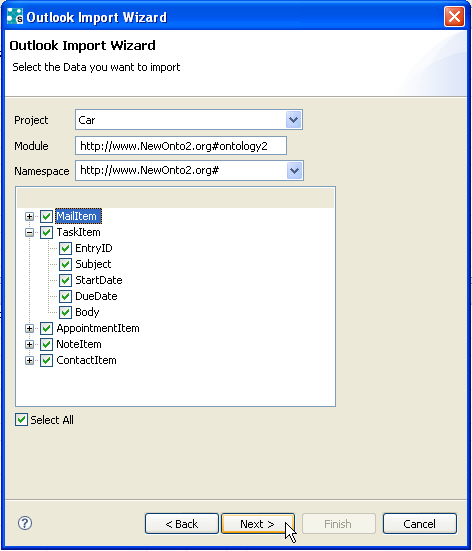 Outlook Import Wizard
Outlook Import Wizard
Select the Data you want to import
Project Car
Module http://www.NewOnto2.org#ontology2
Namespace http://www.NewOnto2.org#
MailItem
TaskItem
EntryID
Subject
StartDate
DueDate
Body
AppointmentItem
NoteItem
ContactItem
Select All
? < Back Next > Finish Cancel